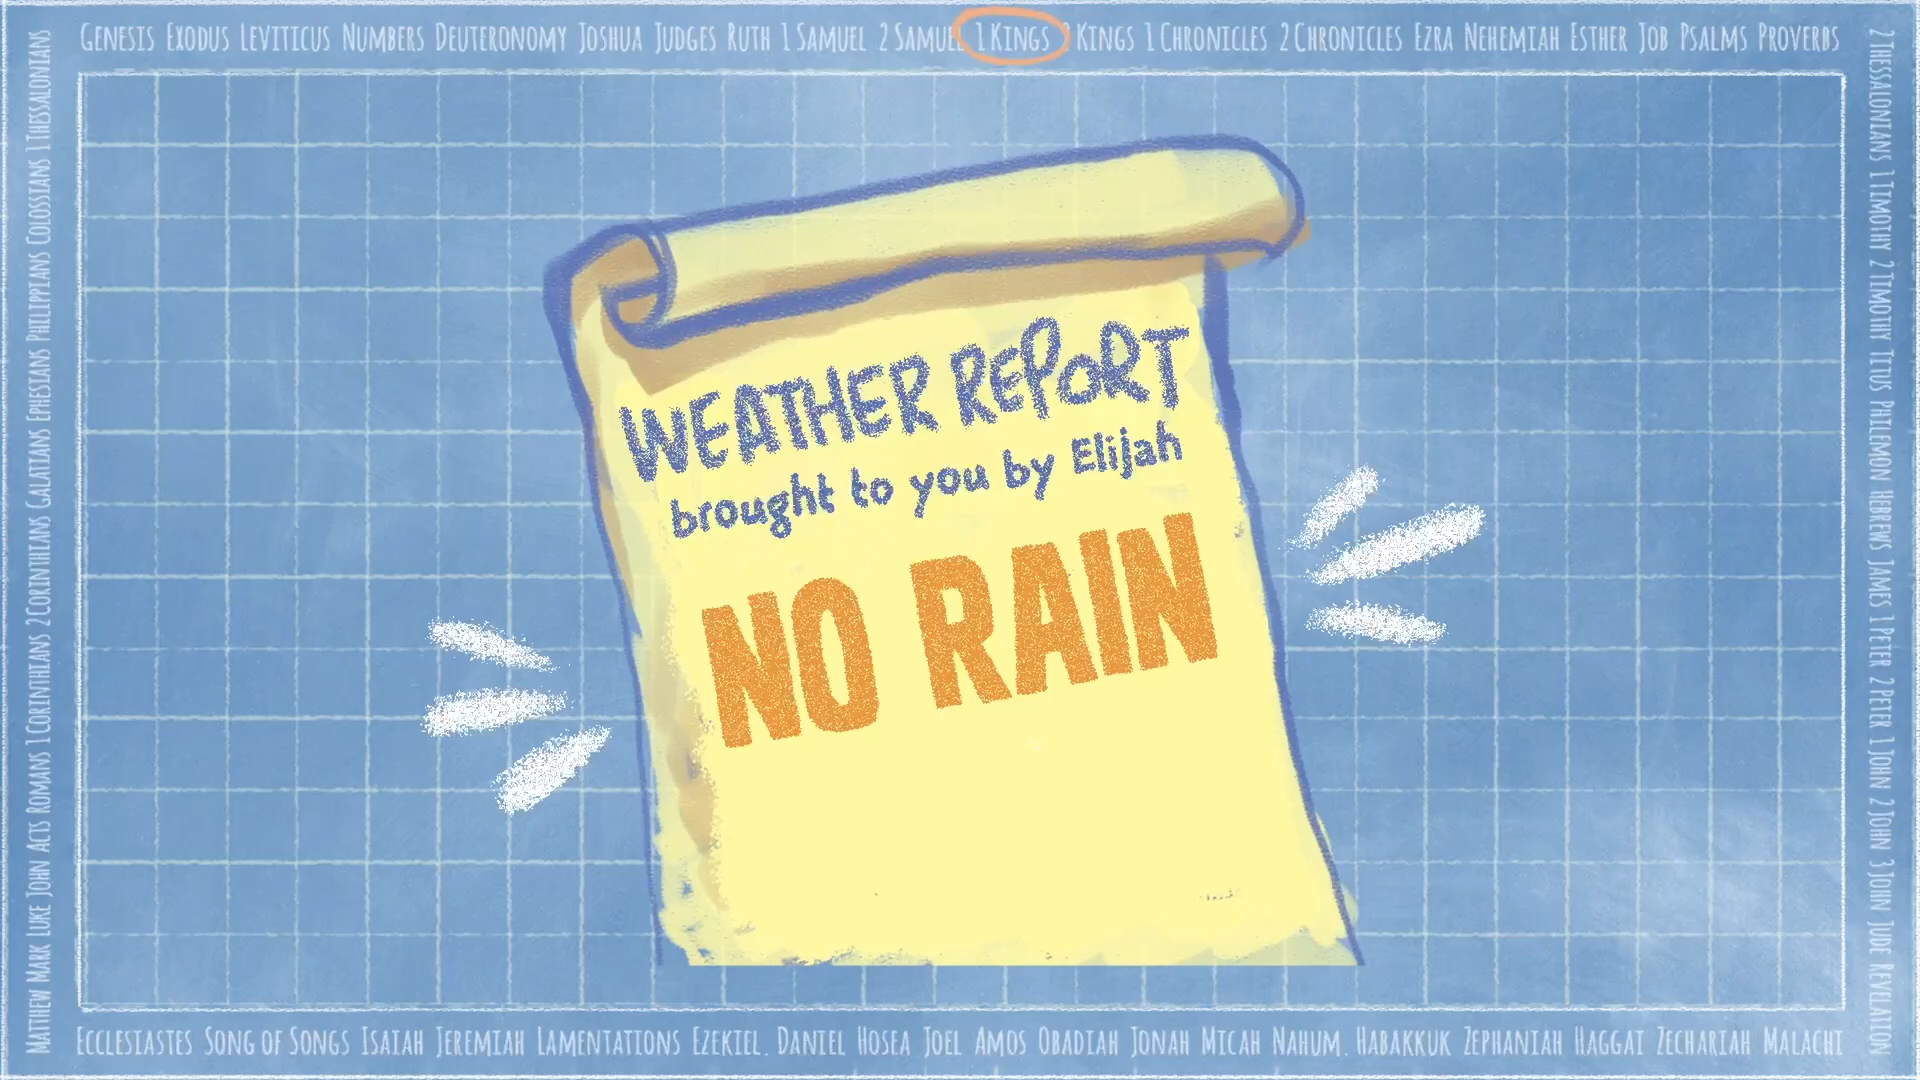 GENESIS EXODUS LEVITICUS NUMBERS DEUTERONOMY JOSHUA JUDGES RUTH 1 SAMUEL 2 SAMUEL 1 KINGS 2 KINGS 1 CHRONICLES 2 CHRONICLES EZRA NEHEMIAH ESTHER JOB PSALMS PROVERBS
MATTHEW MARK LUKE JOHN ACTS ROMANS 1 CORINTHIANS 2 CORINTHIANS GALATIANS EPHESIANS PHILIPPIANS COLOSSIANS 1 THESSALONIANS
WEATHER REPORT
brought to you by Elijah
NO RAIN
2 THESSALONIANS 1 TIMOTHY 2 TIMOTHY TITUS PHILEMON HEBREWS JAMES 1 PETER 2 PETER 1 JOHN 2 JOHN 3 JOHN JUDE REVELATION
ECCLESIASTES SONG OF SONGS ISAIAH JEREMIAH LAMENTATIONS EZEKIEL. DANIEL HOSEA JOEL AMOS OBADIAH JONAH MICAH NAHUM. HABAKKUK ZEPHANIAH HAGGAI ZECHARIAH MALACHI